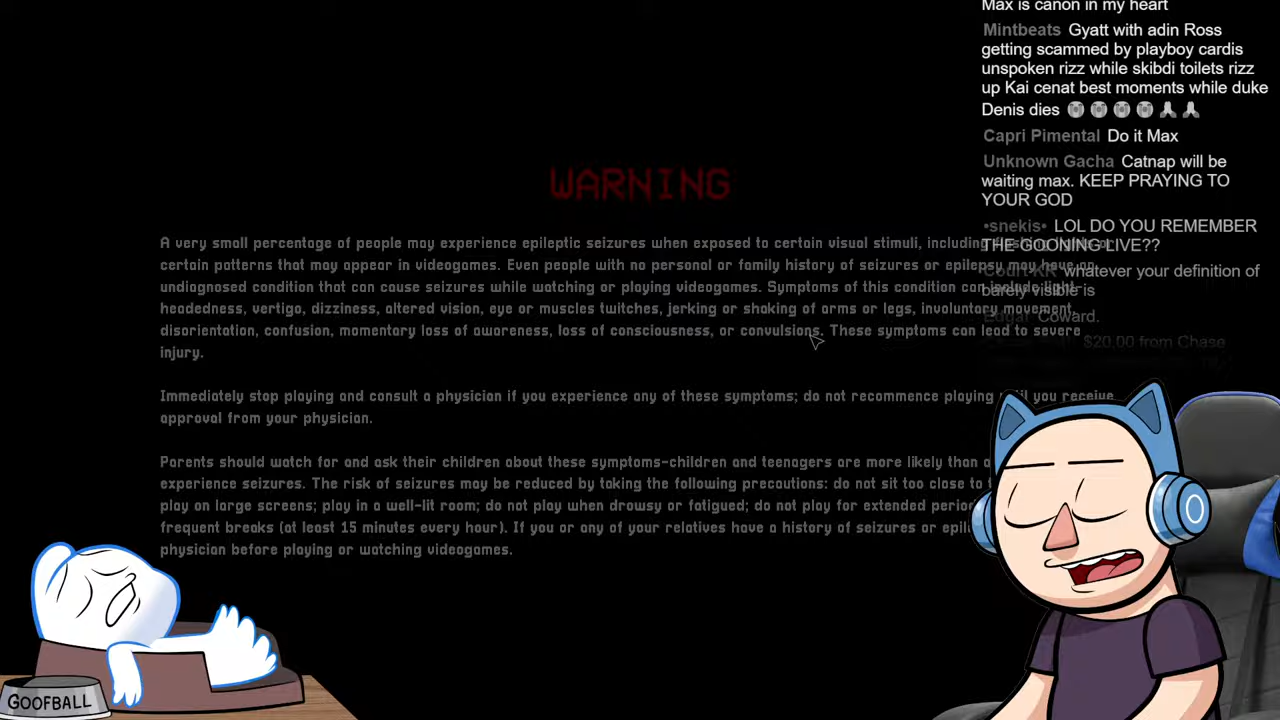 WARNING
A very small percentage of people may experience epileptic seizures when exposed to certain visual stimuli, including
certain patterns that may appear in videogames. Even people with no personal or family history of seizures or epilepsy may have an
undiagnosed condition that can cause seizures while watching or playing videogames. Symptoms of this condition can include light-
headedness, vertigo, dizziness, altered vision, eye or muscles twitches, jerking or shaking of arms or legs, involuntary movement,
disorientation, confusion, momentary loss of awareness, loss of consciousness, or convulsions. These symptoms can lead to severe
injury.
Immediately stop playing and consult a physician if you experience any of these symptoms; do not recommence playing you receive
approval from your physician.
Parents should watch for and ask their children about these symptoms-children and teenagers are more likely than
experience seizures. The risk of seizures may be reduced by taking the following precautions: do not sit too close to
play on large screens; play in a well-lit room; do not play when drowsy or fatigued; do not play for extended
frequent breaks (at least 15 minutes every hour). If you or any of your relatives have a history of seizures or
physician before playing or watching videogames.
Max is canon in my heart
Mintbeats Gyatt with adin Ross
getting scammed by playboy cardis
unspoken rizz while skibdi toilets rizz
up Kai cenat best moments while duke
Denis dies
Capri Pimental Do it Max
Unknown Gacha Catnap will be
waiting max. KEEP PRAYING TO
YOUR GOD
•snekis• LOL DO YOU REMEMBER
THE GOONING LIVE??
whatever your definition of
barely visible is
Edgar Coward.
$20.00 from Chase
GOOFBALL